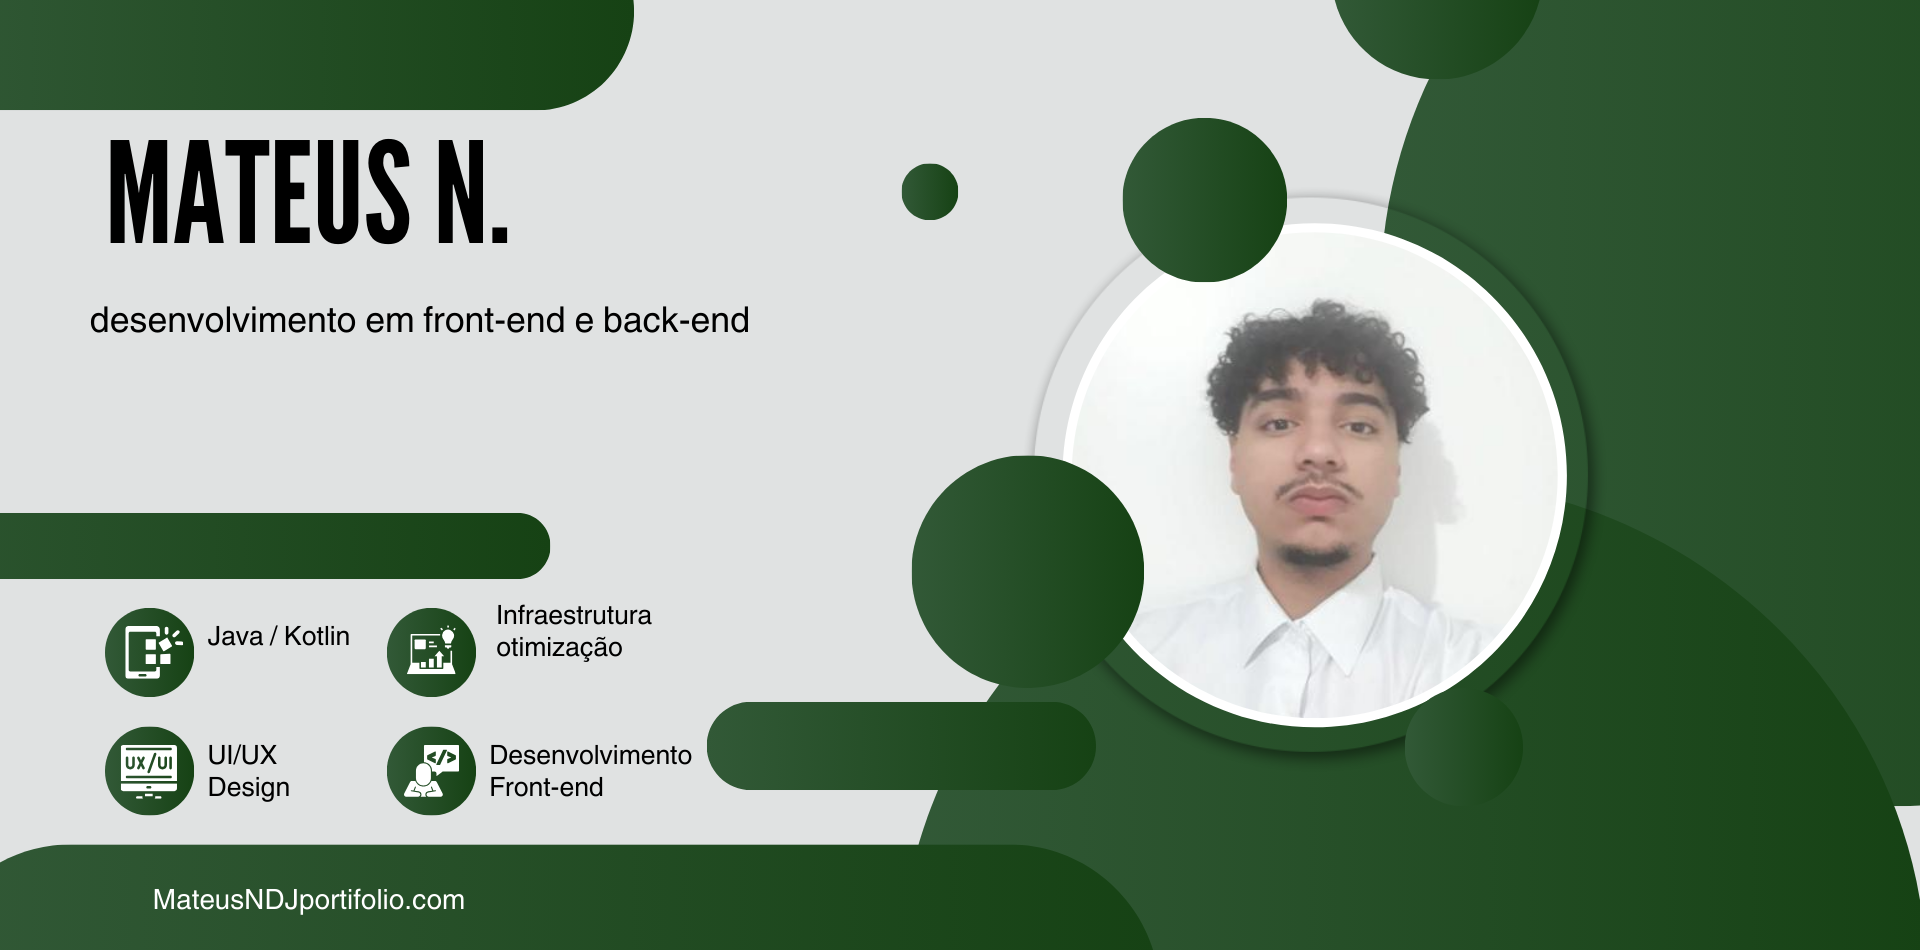 MATEUS N.
desenvolvimento em front-end e back-end
Java / Kotlin
Infraestrutura
otimização
UX/UI
UI/UX
Design
</>
Desenvolvimento
Front-end
MateusNDJportifolio.com